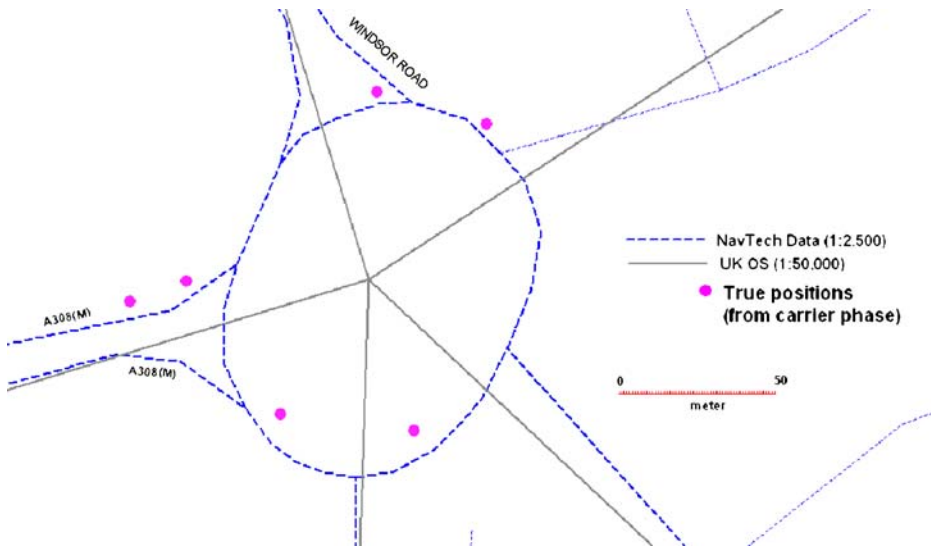 WINDSOR ROAD
NavTech Data (1:2.500)
UK OS (1:50,000)
True positions
(from carrier phase)
A308(M)
A308(M)
0 50
meter